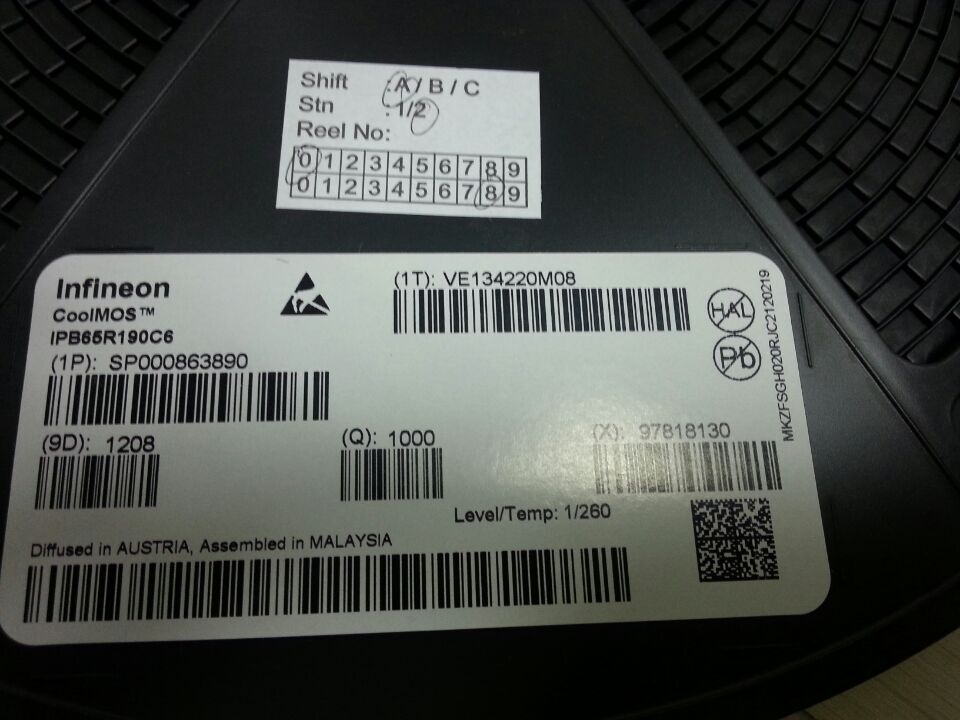 Shift :A / B / C
Stn :1/2
Reel No:
0 1 2 3 4 5 6 7 8 9
0 1 2 3 4 5 6 7 8 9
Infineon
CoolMOS™
IPB65R190C6
(1P): SP000863890
(1T): VE134220M08
HAL
Pb
MKZFSGH020RJC2120219
(9D): 1208
(Q): 1000
(X): 97818130
Level/Temp: 1/260
Diffused in AUSTRIA, Assembled in MALAYSIA